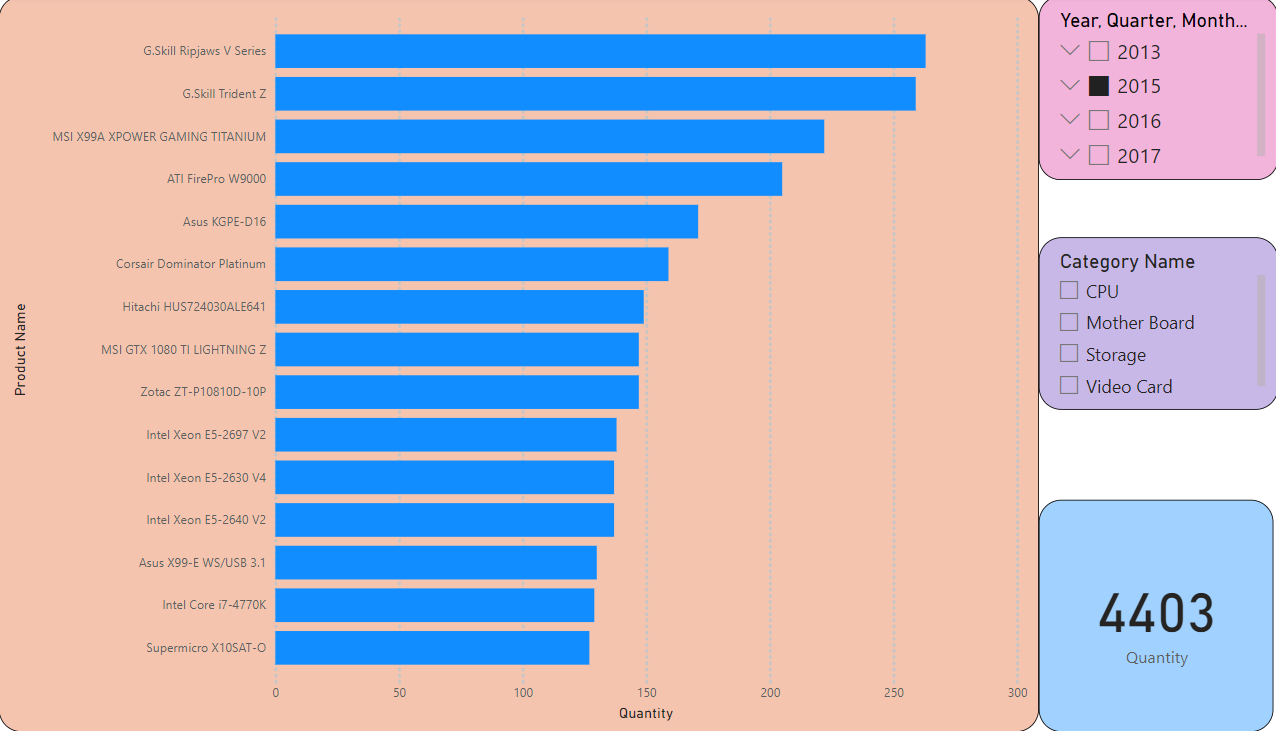 G.Skill Ripjaws V Series
G.Skill Trident Z
MSI X99A XPOWER GAMING TITANIUM
ATI FirePro W9000
Asus KGPE-D16
Corsair Dominator Platinum
Hitachi HUS724030ALE641
MSI GTX 1080 TI LIGHTNING Z
Zotac ZT-P10810D-10P
Intel Xeon E5-2697 V2
Intel Xeon E5-2630 V4
Intel Xeon E5-2640 V2
Asus X99-E WS/USB 3.1
Intel Core i7-4770K
Supermicro X10SAT-O
Product Name
0 50 100 150 200 250 300
Quantity
Year, Quarter, Month...
2013
2015
2016
2017
Category Name
CPU
Mother Board
Storage
Video Card
4403
Quantity